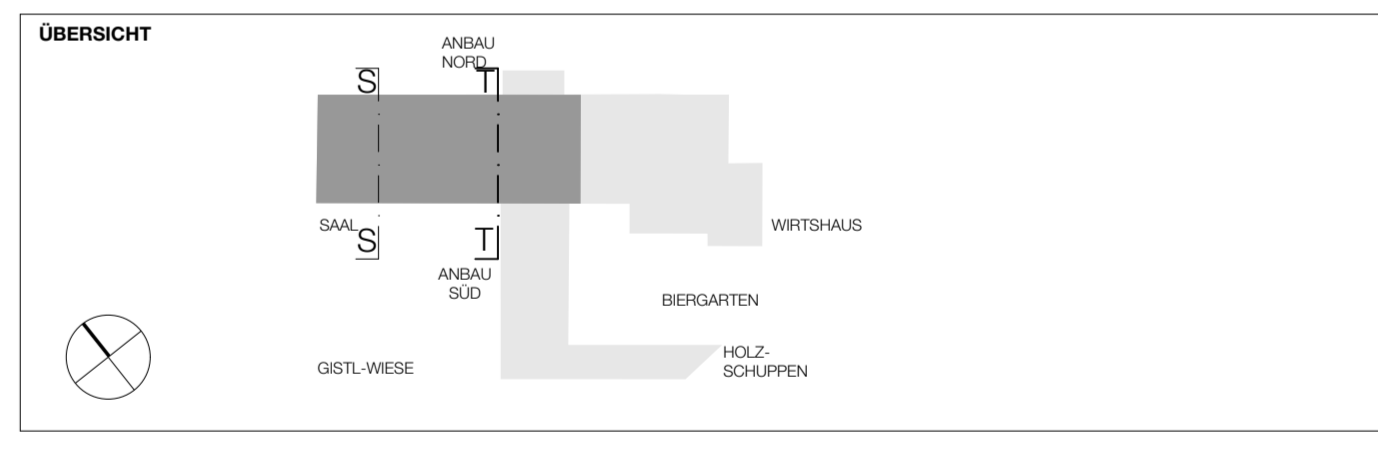 ÜBERSICHT
ANBAU
NORD
S
T
SAAL
S
T
WIRTSHAUS
ANBAU
SÜD
BIERGARTEN
HOLZ-
SCHUPPEN
GISTL-WIESE